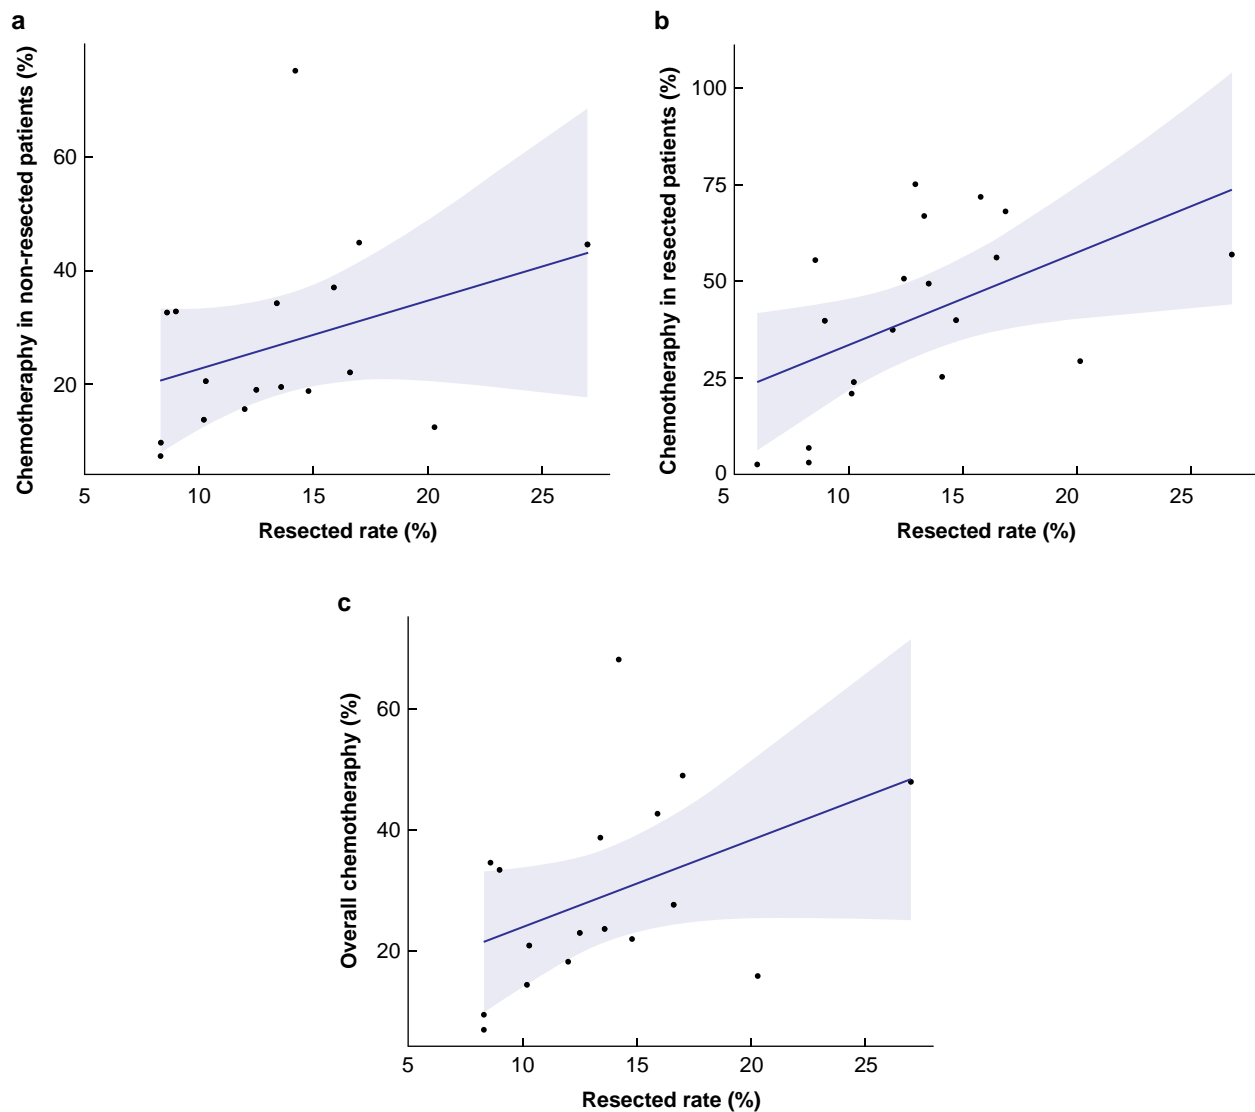 a
Chemotheraphy in non-resected patients (%)
60
40
20
5 10 15 20 25
Resected rate (%)
b
Chemotheraphy in resected patients (%)
100
75
50
25
0
5 10 15 20 25
Resected rate (%)
c
Overall chemotheraphy (%)
60
40
20
5 10 15 20 25
Resected rate (%)